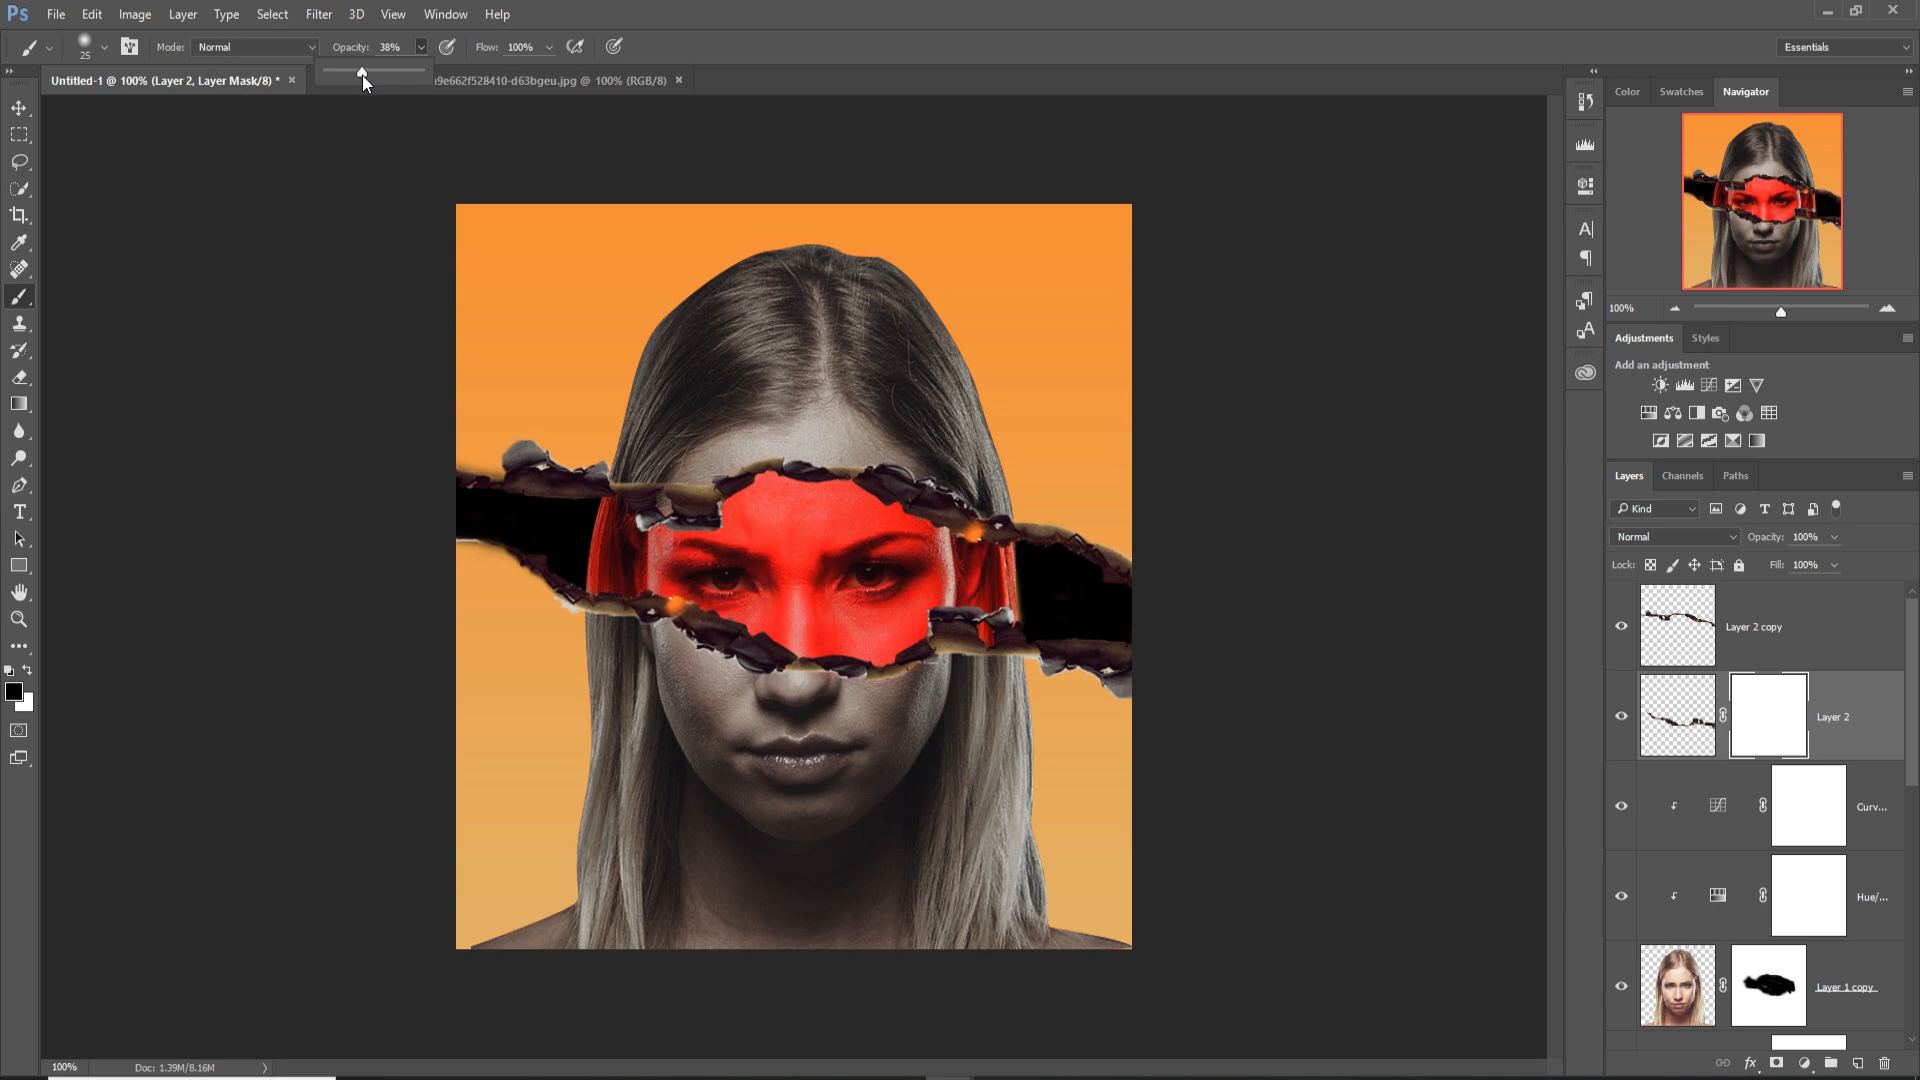 Ps File Edit Image Layer Type Select Filter 3D View Window Help
25 Mode: Normal Opacity: 38% Flow: 100% Essentials
Untitled-1 @ 100% (Layer 2, Layer Mask/8) * × 9e662f528410-d63bgeu.jpg @ 100% (RGB/8) ×
Color Swatches Navigator
100%
Adjustments Styles
Add an adjustment
Layers Channels Paths
Kind
Normal Opacity: 100%
Lock: Fill: 100%
Layer 2 copy
Layer 2
Curv...
Hue/...
Layer 1 copy
fx
100% Doc: 1.39M/8.16M